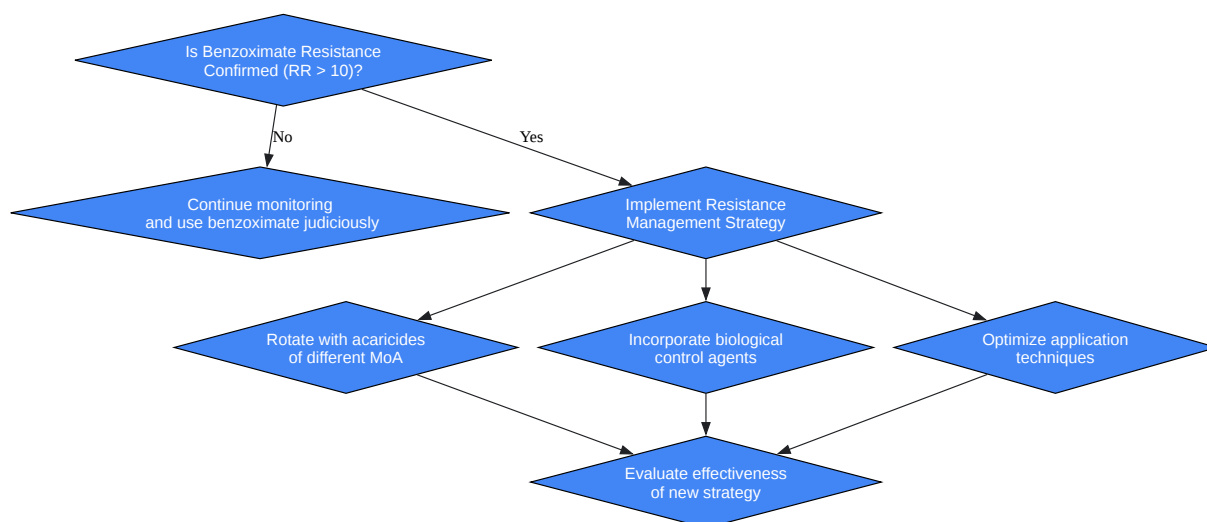 Is Benzoximate Resistance
Confirmed (RR > 10)?
No
Yes
Continue monitoring
and use benzoximate judiciously
Implement Resistance
Management Strategy
Rotate with acaricides
of different MoA
Incorporate biological
control agents
Optimize application
techniques
Evaluate effectiveness
of new strategy